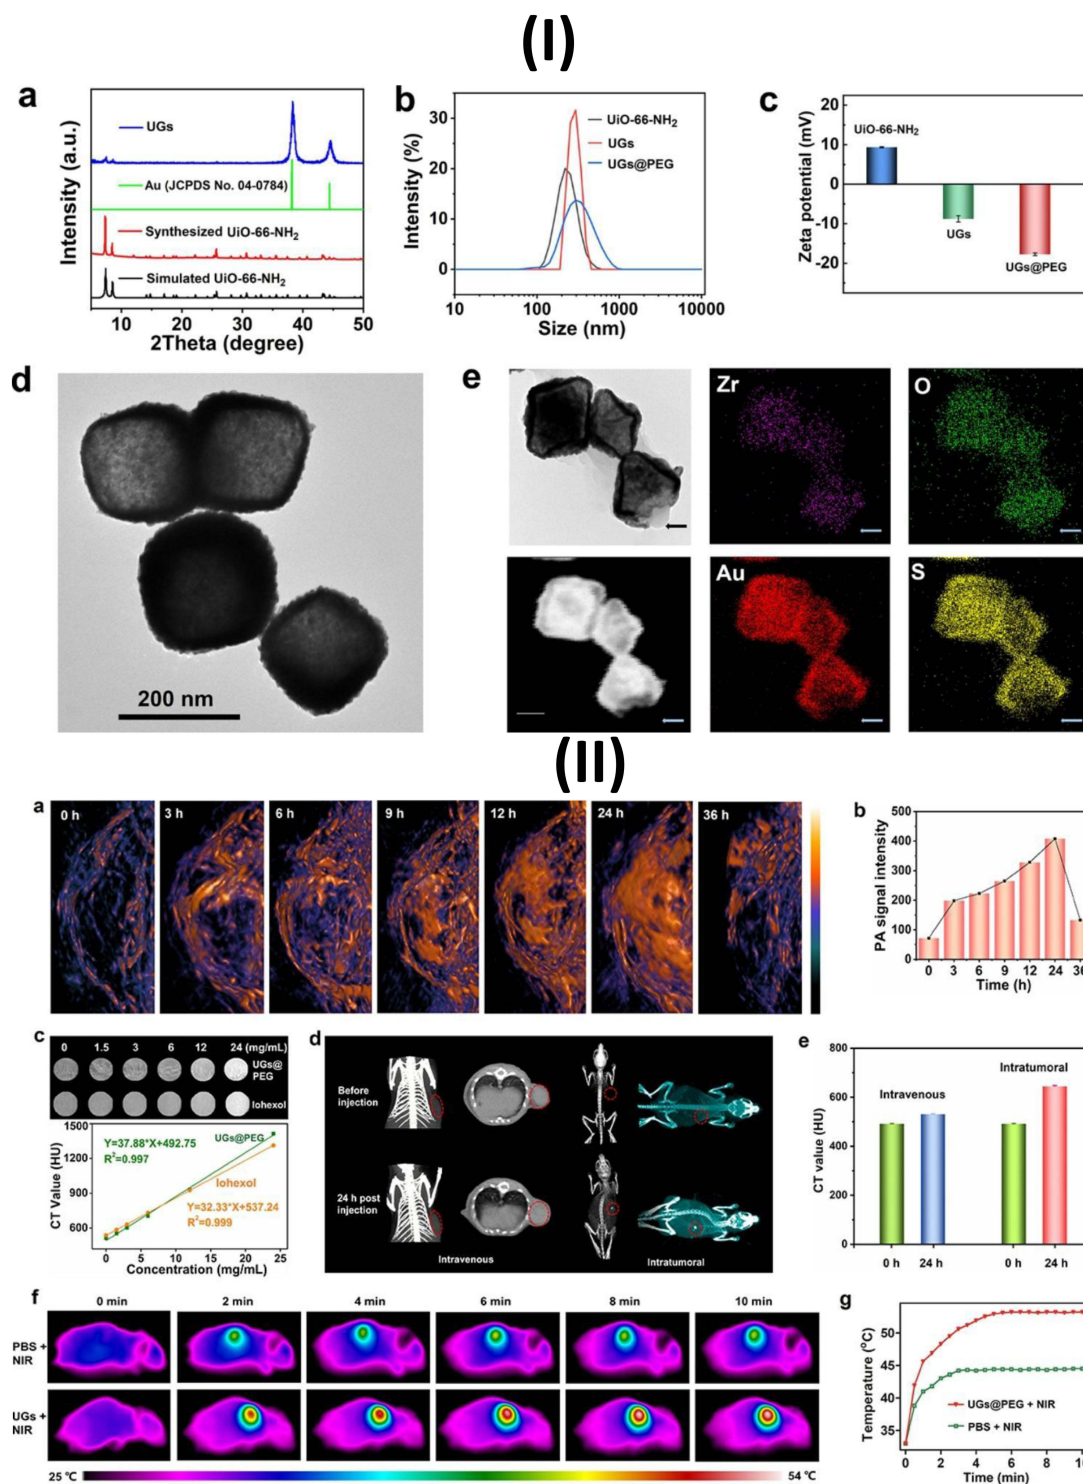 (I)
a
UGs
Au (JCPDS No. 04-0784)
Synthesized UiO-66-NH2
Simulated UiO-66-NH2
Intensity (a.u.)
10 20 30 40 50
2Theta (degree)
b
UiO-66-NH2
UGs
UGs@PEG
Intensity (%)
30
20
10
0
10 100 1000 10000
Size (nm)
c
Zeta potential (mV)
20
10
0
-10
-20
UiO-66-NH2
UGs
UGs@PEG
d
200 nm
e
Zr
O
Au
S
(II)
a
0 h 3 h 6 h 9 h 12 h 24 h 36 h
b
PA signal intensity
500
400
300
200
100
0
0 3 6 9 12 24 36
Time (h)
c
0 1.5 3 6 12 24 (mg/mL)
UGs@
PEG
Iohexol
CT Value (HU)
1500
1200
900
600
Y=37.88*X+492.75
R2=0.997
UGs@PEG
Iohexol
Y=32.33*X+537.24
R2=0.999
0 4 8 12 16 20 24
Concentration (mg/mL)
d
Before
injection
24 h post
injection
Intravenous
Intratumoral
e
CT value (HU)
800
600
400
200
0
Intravenous
Intratumoral
0 h 24 h 0 h 24 h
f
0 min 2 min 4 min 6 min 8 min 10 min
PBS +
NIR
UGs +
NIR
25 ℃
54 ℃
g
Temperature (°C)
50
45
40
35
UGs@PEG + NIR
PBS + NIR
0 2 4 6 8 10
Time (min)